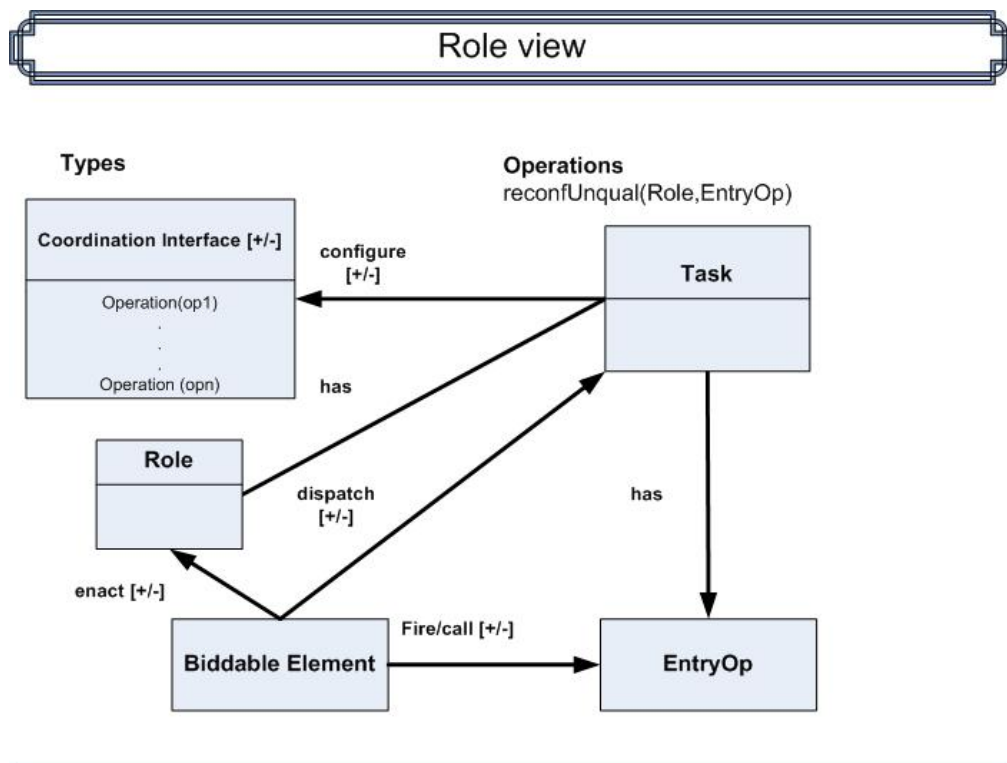 Role view
Types
Operations
reconfUnqual(Role,EntryOp)
Coordination Interface [+/-]
Operation(op1)
.
.
.
Operation (opn)
configure
[+/-]
Task
has
Role
dispatch
[+/-]
has
enact [+/-]
Biddable Element
Fire/call [+/-]
EntryOp